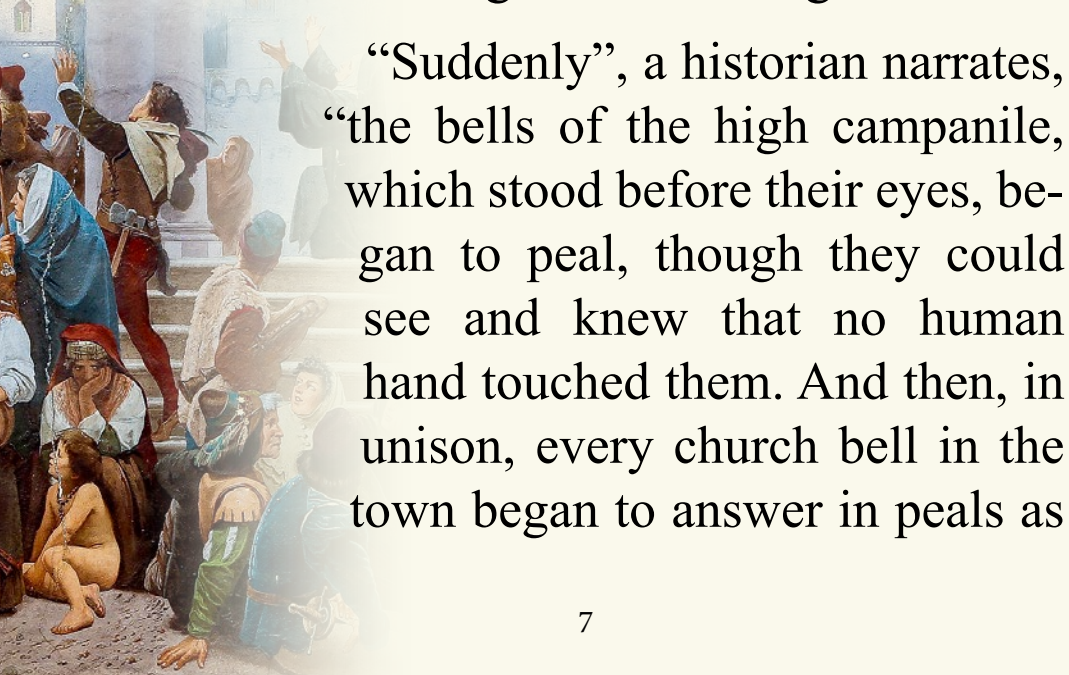 “Suddenly”, a historian narrates,
“the bells of the high campanile,
which stood before their eyes, be-
gan to peal, though they could
see and knew that no human
hand touched them. And then, in
unison, every church bell in the
town began to answer in peals as
7